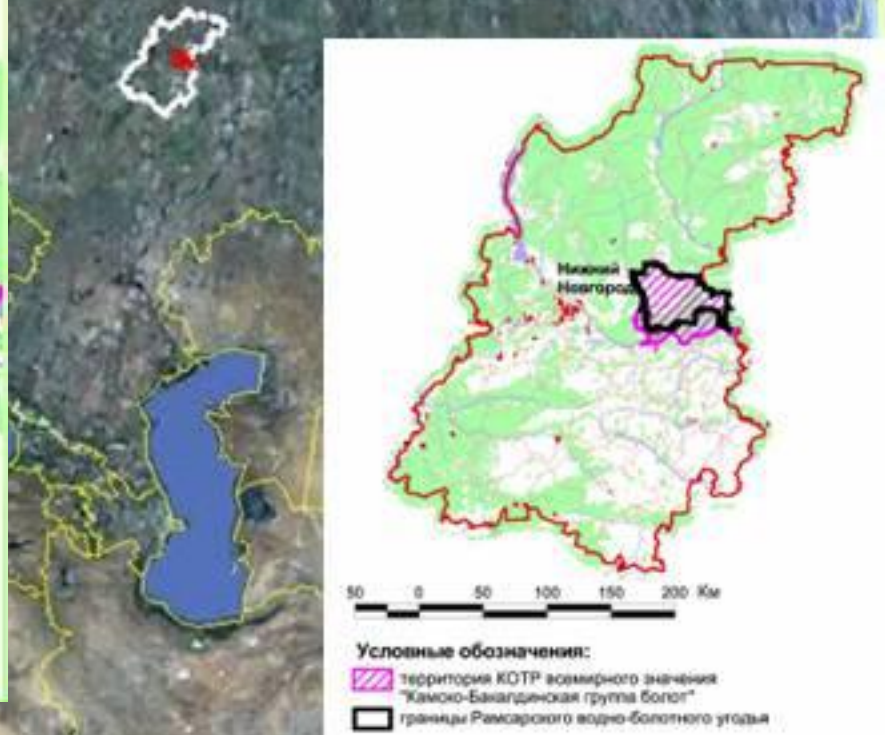 Нижний
Новгород
50 0 50 100 150 200 Км
Условные обозначения:
территория КОТР всемирного значения
"Камско-Бакалдинская группа болот"
границы Рамсарского водно-болотного угодья